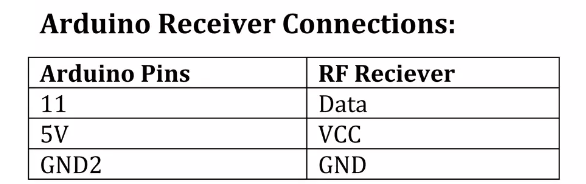 Arduino Receiver Connections:
Arduino Pins RF Reciever
11 Data
5V VCC
GND2 GND